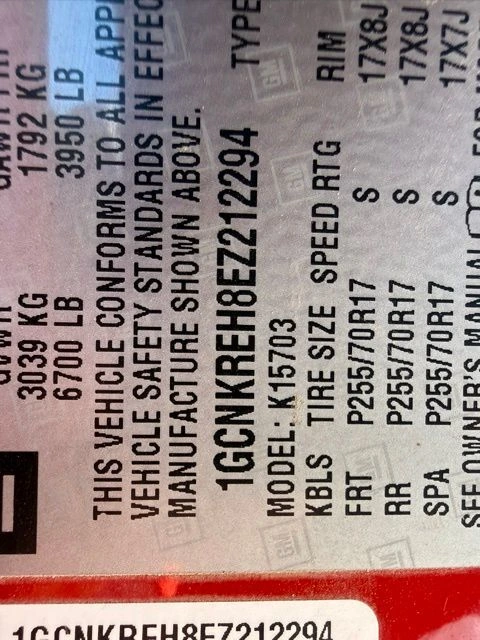 GVWR GAWR FRT
3039 KG 1792 KG
6700 LB 3950 LB
THIS VEHICLE CONFORMS TO ALL
VEHICLE SAFETY STANDARDS IN
MANUFACTURE SHOWN ABOVE.
1GCNKREH8EZ212294 TYPE
MODEL: K15703
KBLS TIRE SIZE SPEED RTG RIM
FRT P255/70R17 S 17X8J
RR P255/70R17 S 17X8J
SPA P255/70R17 S 17X7J
SEE OWNER'S MANUAL FOR
1GCNKREH8EZ212294
GM